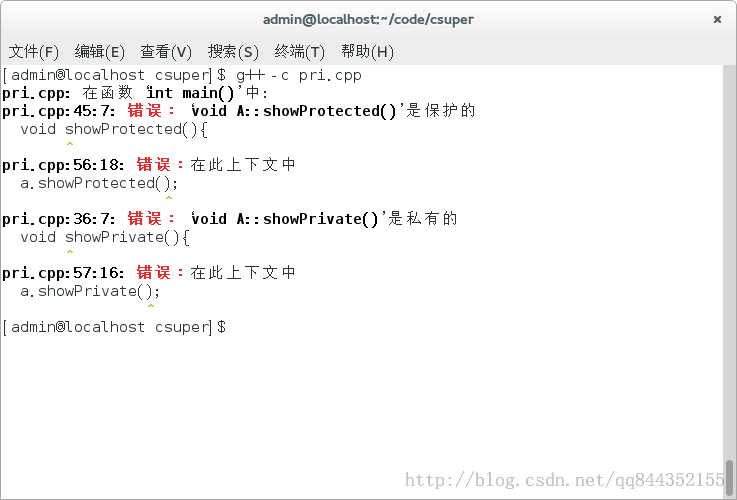 admin@localhost:~/code/csuper
文件(F) 编辑(E) 查看(V) 搜索(S) 终端(T) 帮助(H)
[admin@localhost csuper]$ g++ -c pri.cpp
pri.cpp: 在函数‘int main()’中:
pri.cpp:45:7: 错误：‘void A::showProtected()’是保护的
  void showProtected(){
       ^
pri.cpp:56:18: 错误：在此上下文中
  a.showProtected();
                  ^
pri.cpp:36:7: 错误：‘void A::showPrivate()’是私有的
  void showPrivate(){
       ^
pri.cpp:57:16: 错误：在此上下文中
  a.showPrivate();
                ^
[admin@localhost csuper]$
http://blog.csdn.net/qq844352155